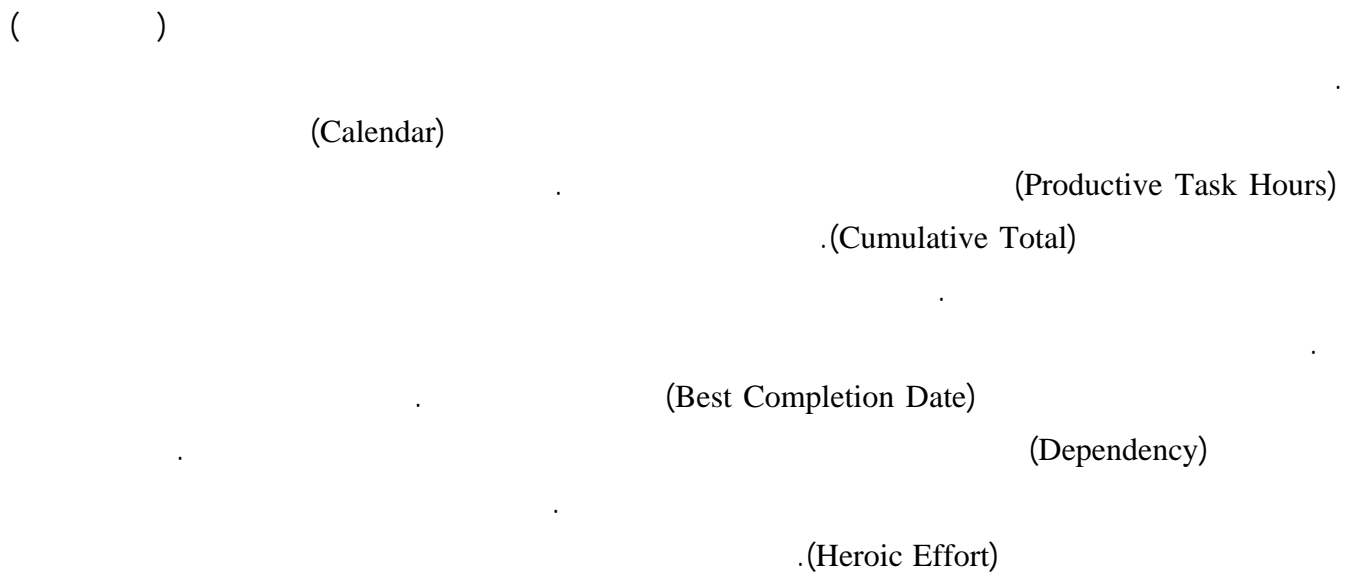 ( )
.
(Calendar)
(Productive Task Hours) .
.(Cumulative Total)
.
.
(Best Completion Date) .
(Dependency) .
.
.(Heroic Effort)